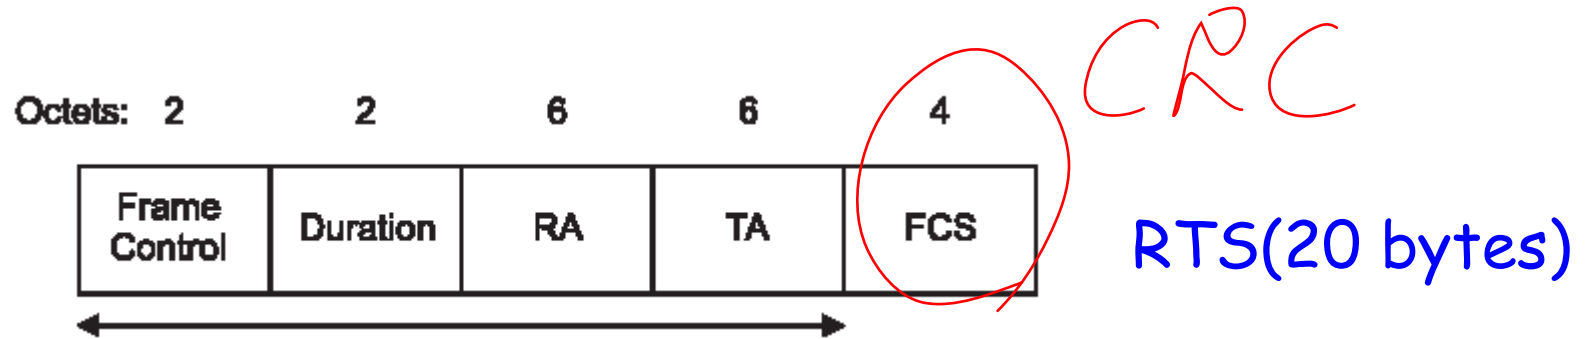 CRC
Octets: 2 2 6 6 4
Frame Control Duration RA TA FCS
RTS(20 bytes)